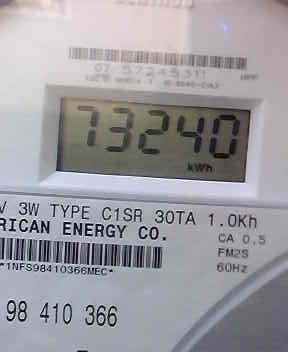 73240
kWh
V 3W TYPE C1SR 30TA 1.0Kh
RICAN ENERGY CO.
CA 0.5
FM2S
60Hz
*1NFS98410366MEC*
98 410 366